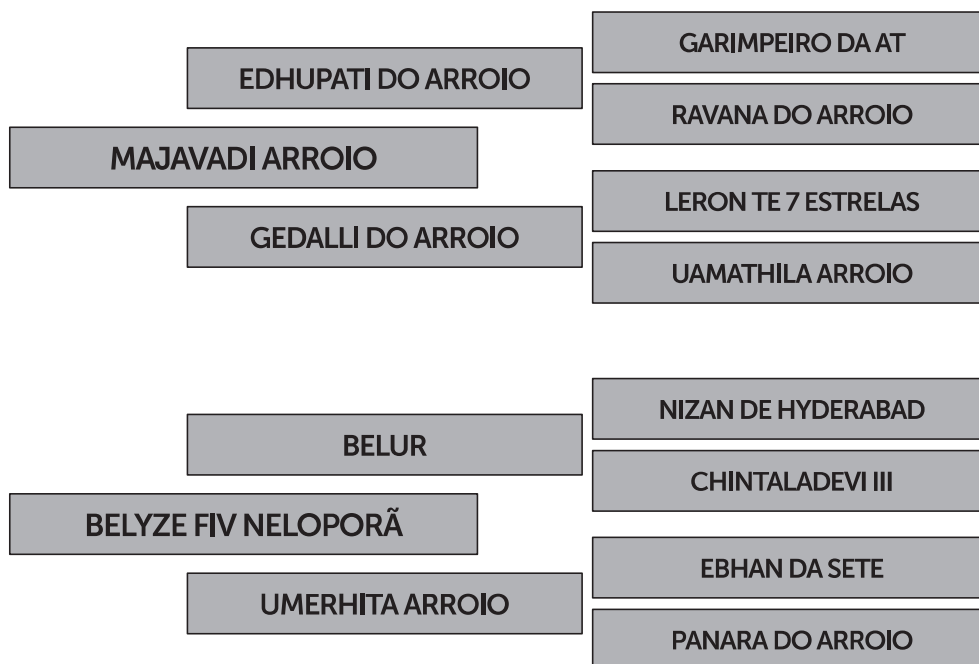 GARIMPEIRO DA AT
EDHUPATI DO ARROIO
RAVANA DO ARROIO
MAJAVADI ARROIO
LERON TE 7 ESTRELAS
GEDALLI DO ARROIO
UAMATHILA ARROIO
NIZAN DE HYDERABAD
BELUR
CHINTALADEVI III
BELYZE FIV NELOPORÃ
EBHAN DA SETE
UMERHITA ARROIO
PANARA DO ARROIO